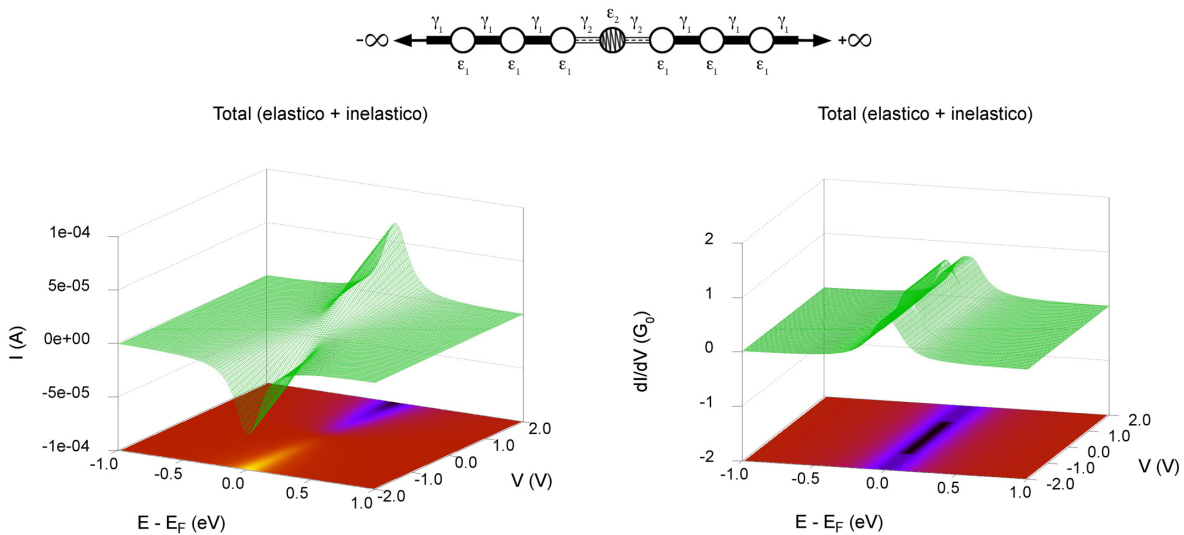 γ₁ γ₁ γ₁ γ₂ ε₂ γ₂ γ₁ γ₁ γ₁
-∞ +∞
ε₁ ε₁ ε₁ ε₁ ε₁ ε₁
Total (elastico + inelastico)
1e-04
5e-05
0e+00
-5e-05
-1e-04
I (A)
-1.0 -0.5 0.0 0.5 1.0
E - E_F (eV)
-2.0 -1.0 0.0 1.0 2.0
V (V)
Total (elastico + inelastico)
2
1
0
-1
-2
dI/dV (G₀)
-1.0 -0.5 0.0 0.5 1.0
E - E_F (eV)
-2.0 -1.0 0.0 1.0 2.0
V (V)